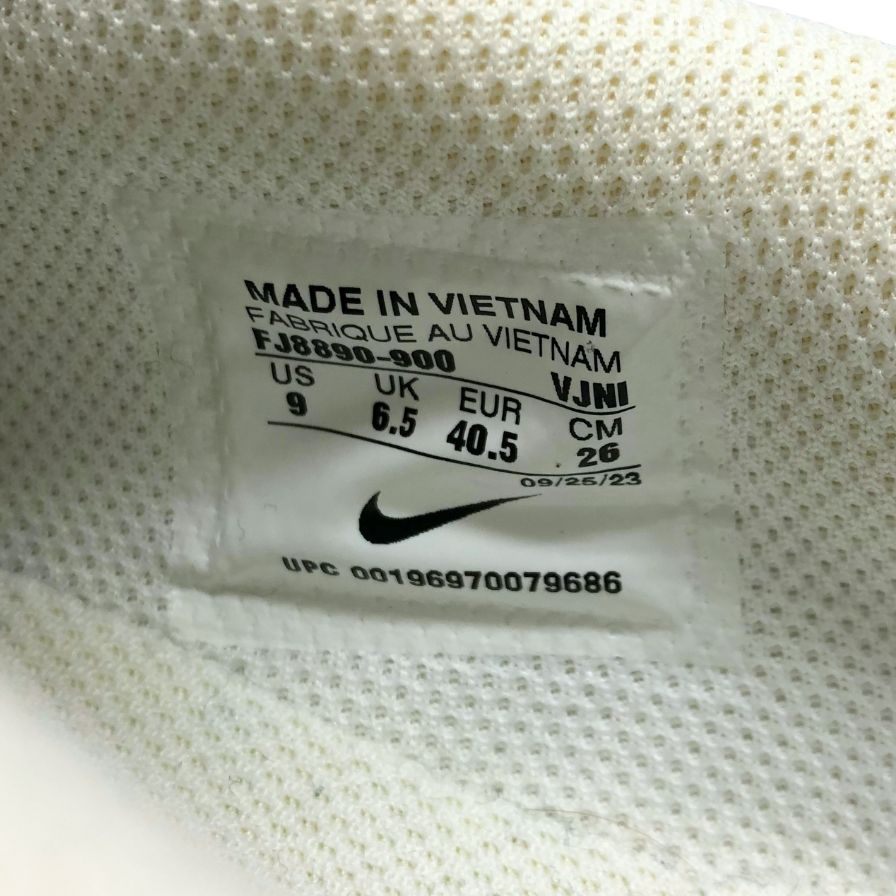 MADE IN VIETNAM
FABRIQUE AU VIETNAM
FJ8890-900 VJNI
US UK EUR CM
9 6.5 40.5 26
09/25/23
UPC 00196970079686